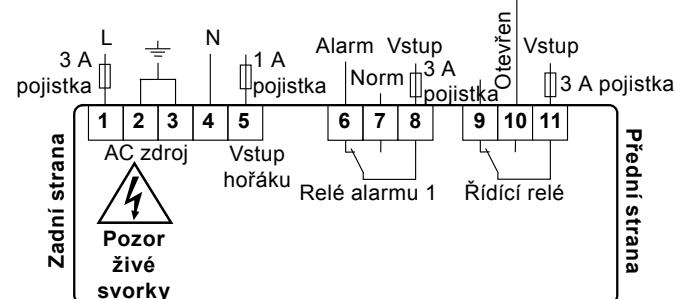 L
N
3 A
pojistka
1 A
pojistka
Alarm
Vstup
Norm
3 A
pojistka
Otevřen
Vstup
3 A pojistka
1 2 3 4 5 6 7 8 9 10 11
AC zdroj
Vstup
hořáku
Relé alarmu 1
Řídící relé
Zadní strana
Přední strana
Pozor
živé
svorky